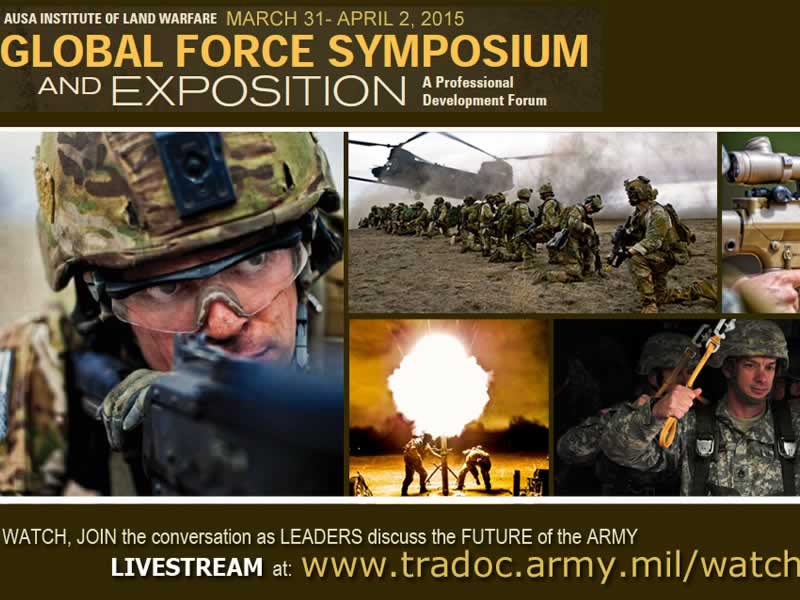 AUSA INSTITUTE OF LAND WARFARE MARCH 31- APRIL 2, 2015
GLOBAL FORCE SYMPOSIUM
AND EXPOSITION
A Professional
Development Forum
WATCH, JOIN the conversation as LEADERS discuss the FUTURE of the ARMY
LIVESTREAM at: www.tradoc.army.mil/watch